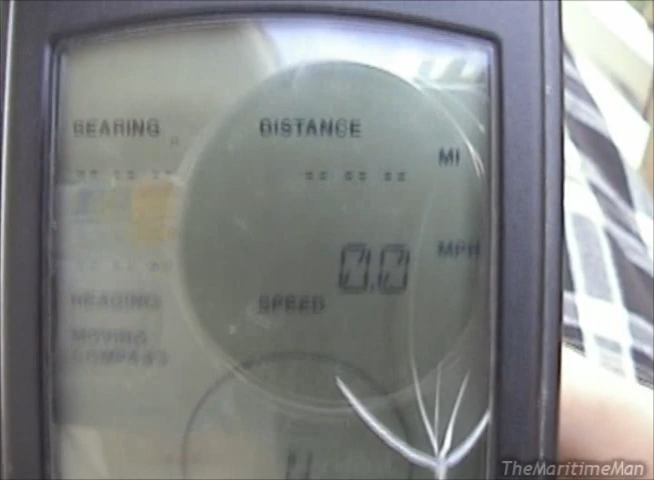 BEARING DISTANCE
MI
-- -- -- -- -- --
0.0 MPH
-- -- --
HEADING SPEED
MOVING
COMPASS
TheMaritimeMan